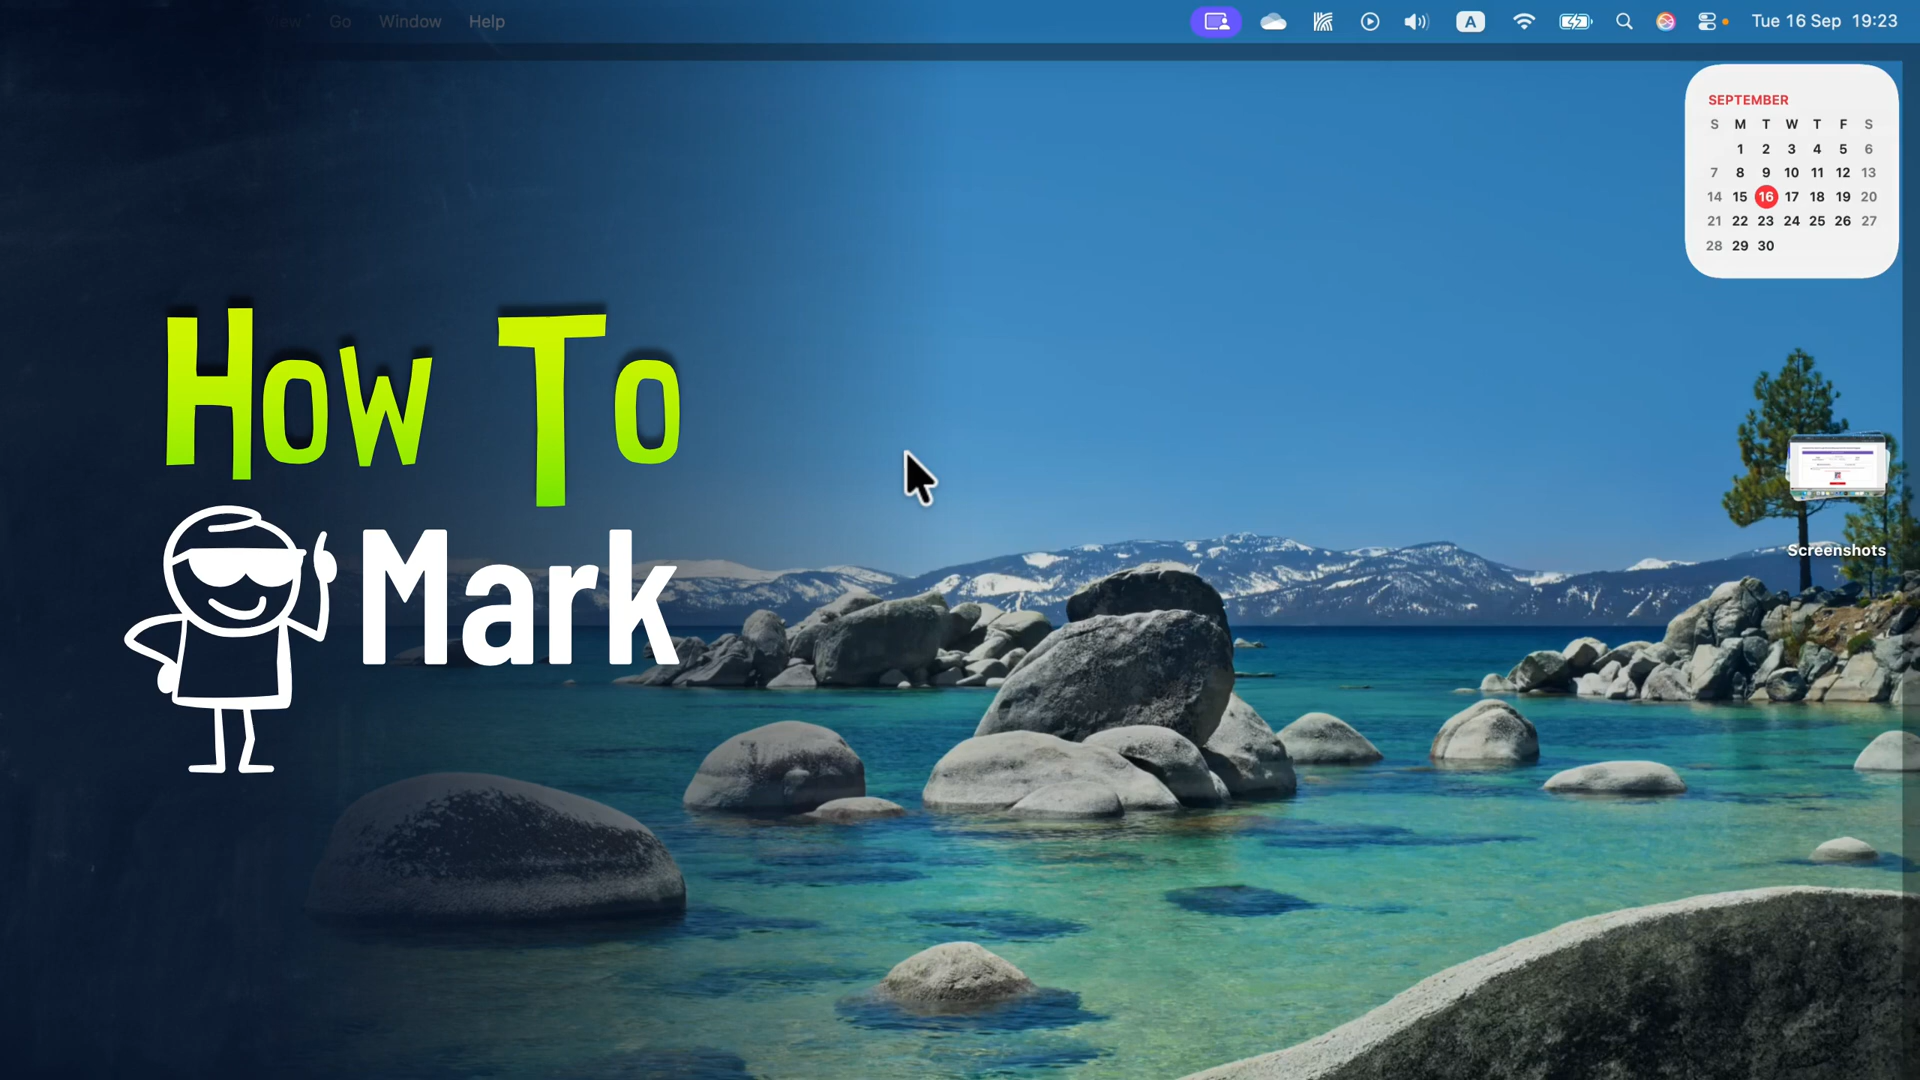 View Go Window Help A Tue 16 Sep 19:23
SEPTEMBER
S M T W T F S
1 2 3 4 5 6
7 8 9 10 11 12 13
14 15 16 17 18 19 20
21 22 23 24 25 26 27
28 29 30
How To
Mark
Screenshots